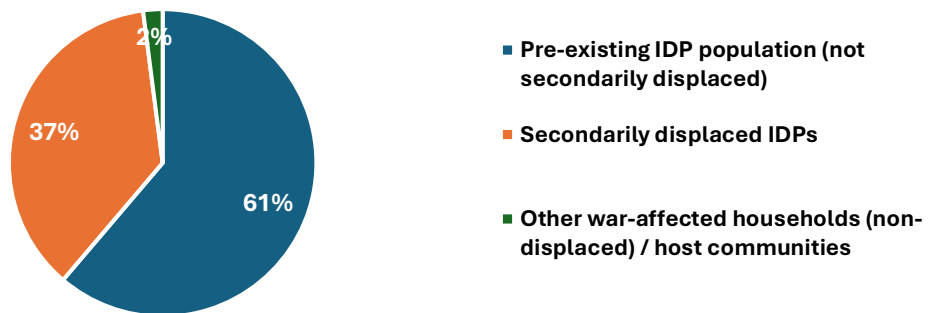 2%
37%
61%
Pre-existing IDP population (not
secondarily displaced)
Secondarily displaced IDPs
Other war-affected households (non-
displaced) / host communities